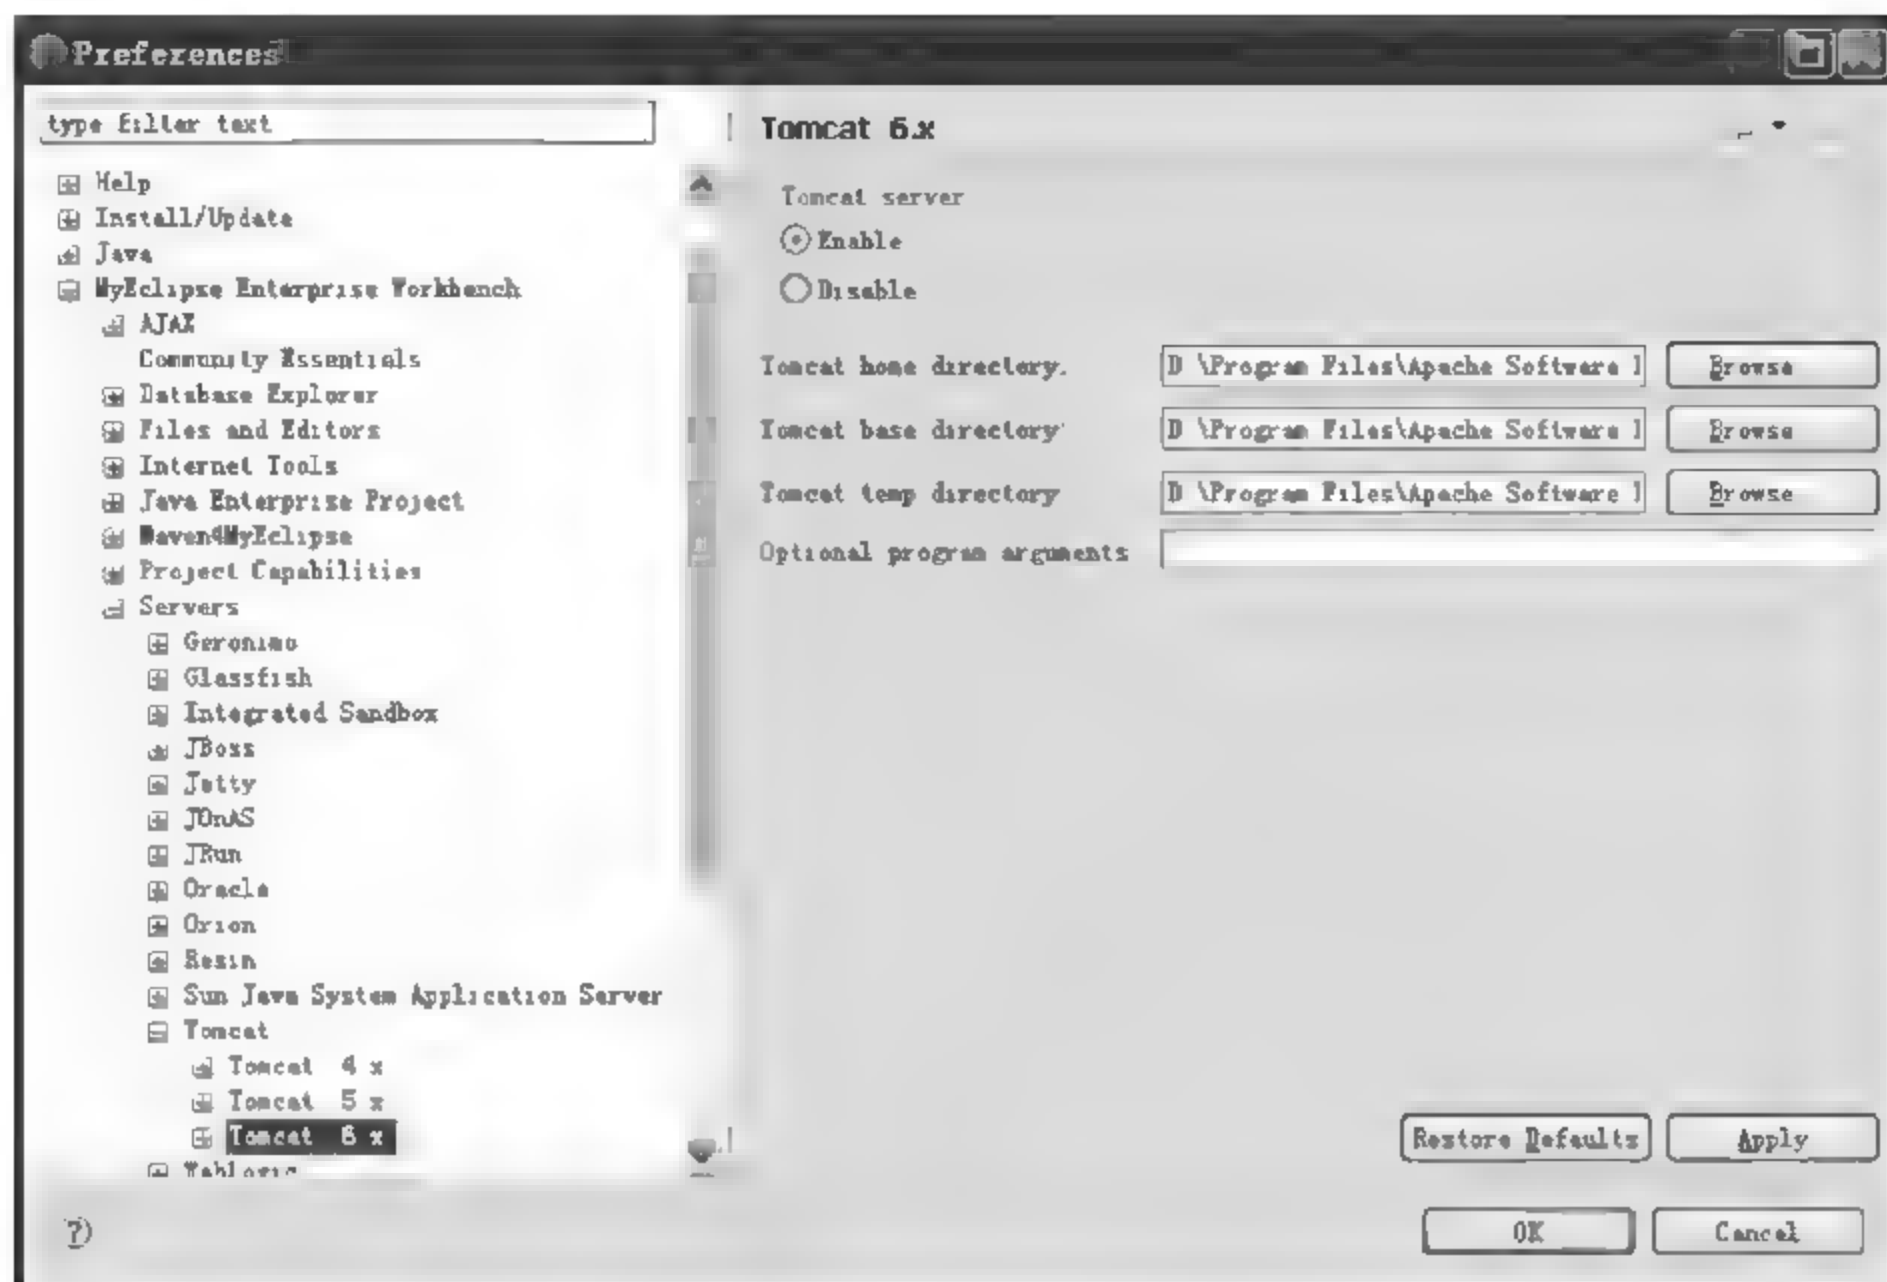 Preferences
type filter text
Help
Install/Update
Java
MyEclipse Enterprise Workbench
AJAX
Community Essentials
Database Explorer
Files and Editors
Internet Tools
Java Enterprise Project
Maven4MyEclipse
Project Capabilities
Servers
Geronimo
Glassfish
Integrated Sandbox
JBoss
Jetty
JOnAS
JRun
Oracle
Orion
Resin
Sun Java System Application Server
Tomcat
Tomcat 4 x
Tomcat 5 x
Tomcat 6 x
WebLogic
Tomcat 6.x
Tomcat server
Enable
Disable
Tomcat home directory. D \Program Files\Apache Software Browse
Tomcat base directory D \Program Files\Apache Software Browse
Tomcat temp directory D \Program Files\Apache Software Browse
Optional program arguments
Restore Defaults Apply
?
OK Cancel